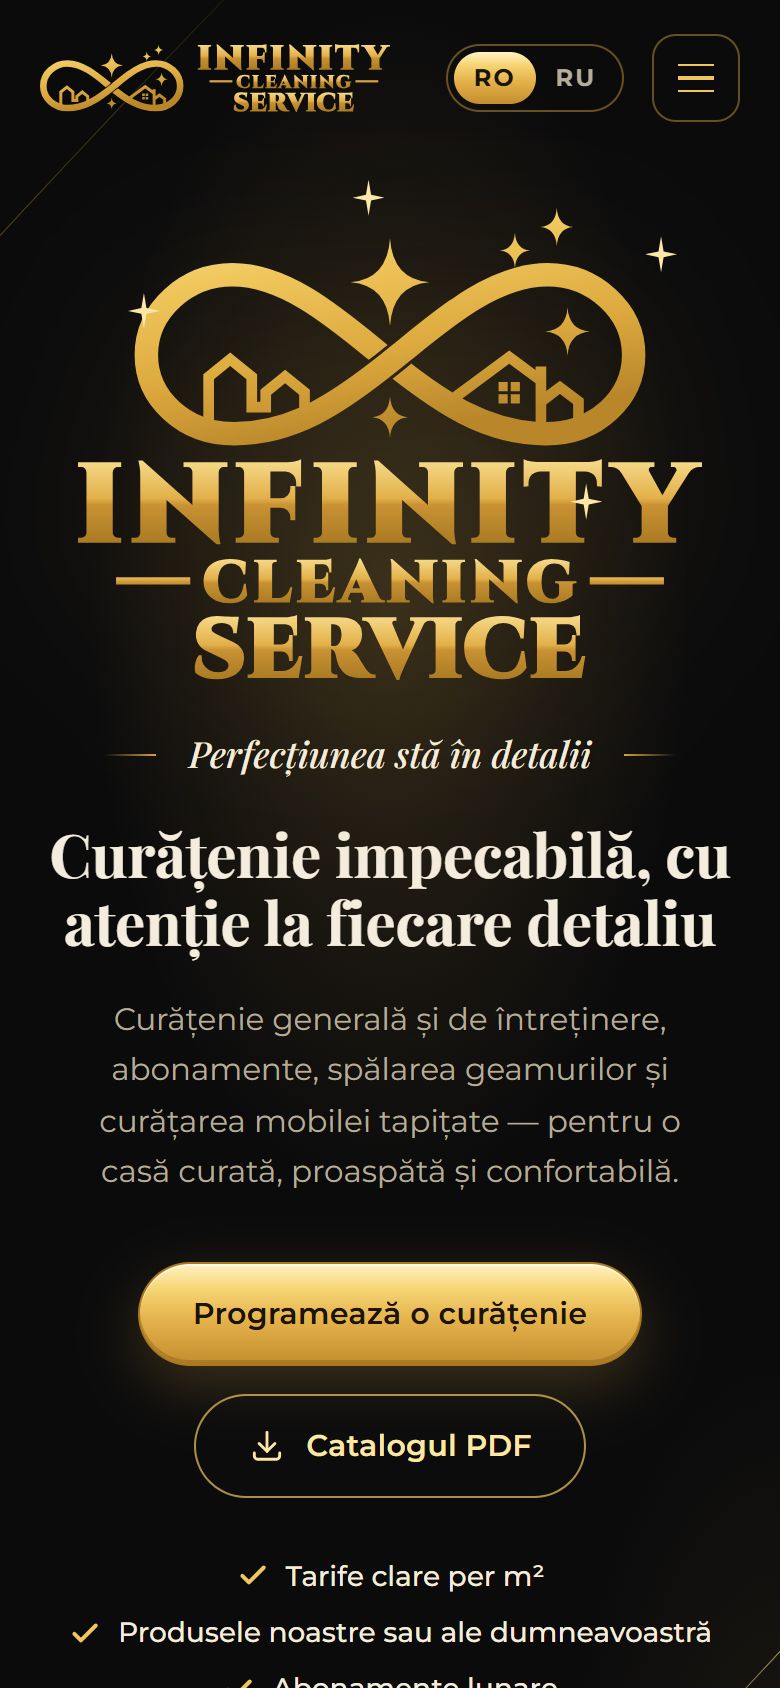 INFINITY
CLEANING
SERVICE
RO RU
INFINITY
CLEANING
SERVICE
Perfecțiunea stă în detalii
Curățenie impecabilă, cu
atenție la fiecare detaliu
Curățenie generală și de întreținere,
abonamente, spălarea geamurilor și
curățarea mobilei tapițate — pentru o
casă curată, proaspătă și confortabilă.
Programează o curățenie
Catalogul PDF
Tarife clare per m²
Produsele noastre sau ale dumneavoastră
Abonamente lunare